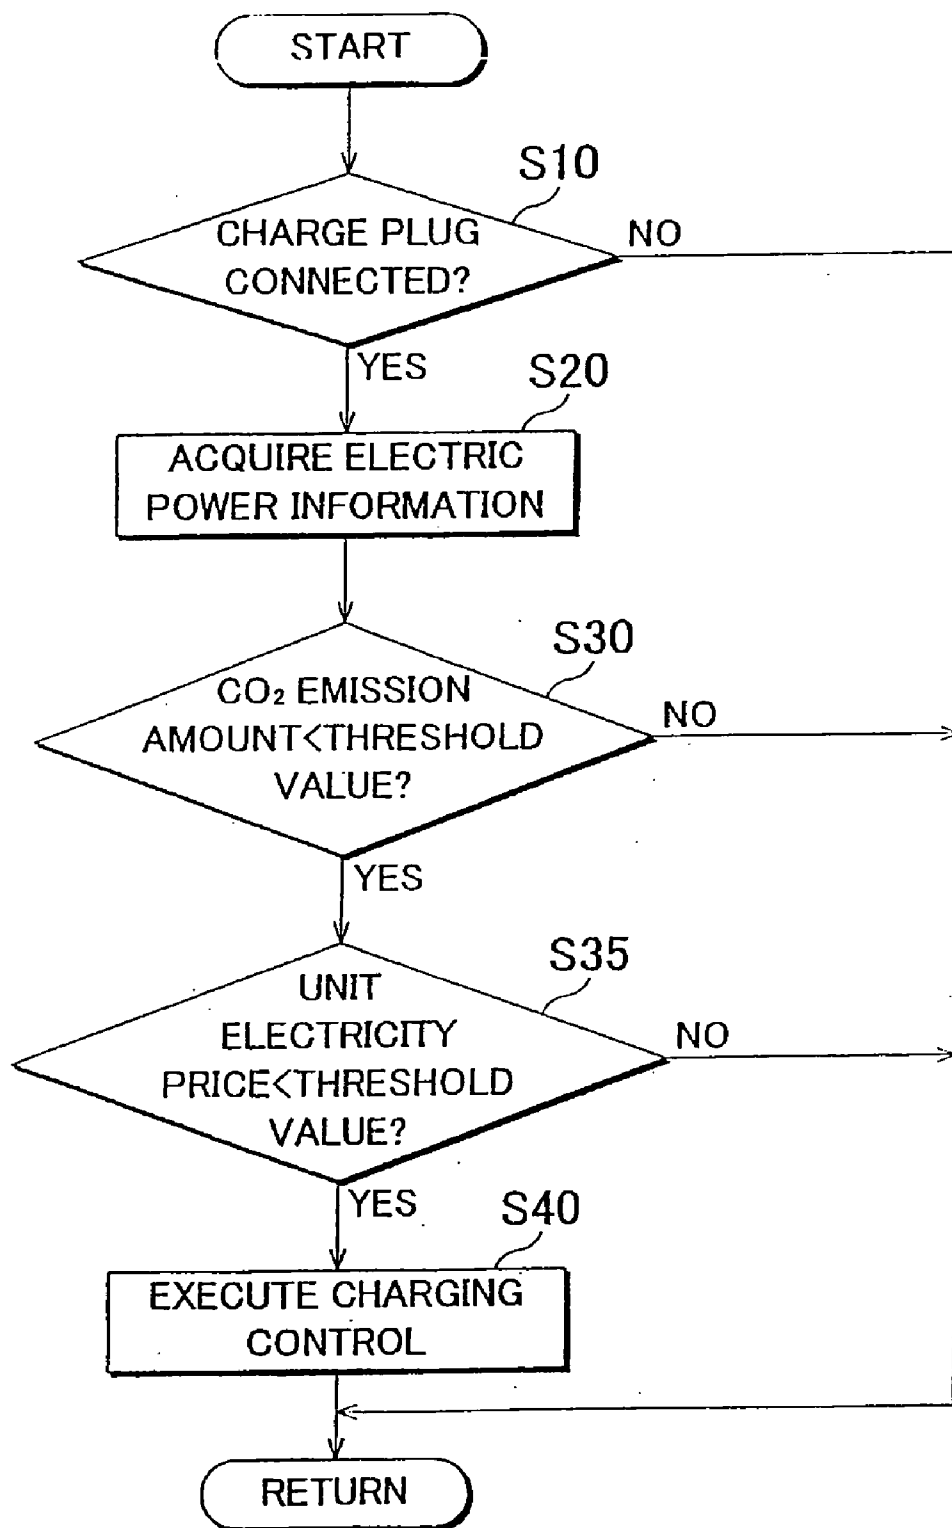 START
S10
CHARGE PLUG
CONNECTED?
NO
YES
S20
ACQUIRE ELECTRIC
POWER INFORMATION
S30
CO₂ EMISSION
AMOUNT<THRESHOLD
VALUE?
NO
YES
S35
UNIT
ELECTRICITY
PRICE<THRESHOLD
VALUE?
NO
YES
S40
EXECUTE CHARGING
CONTROL
RETURN